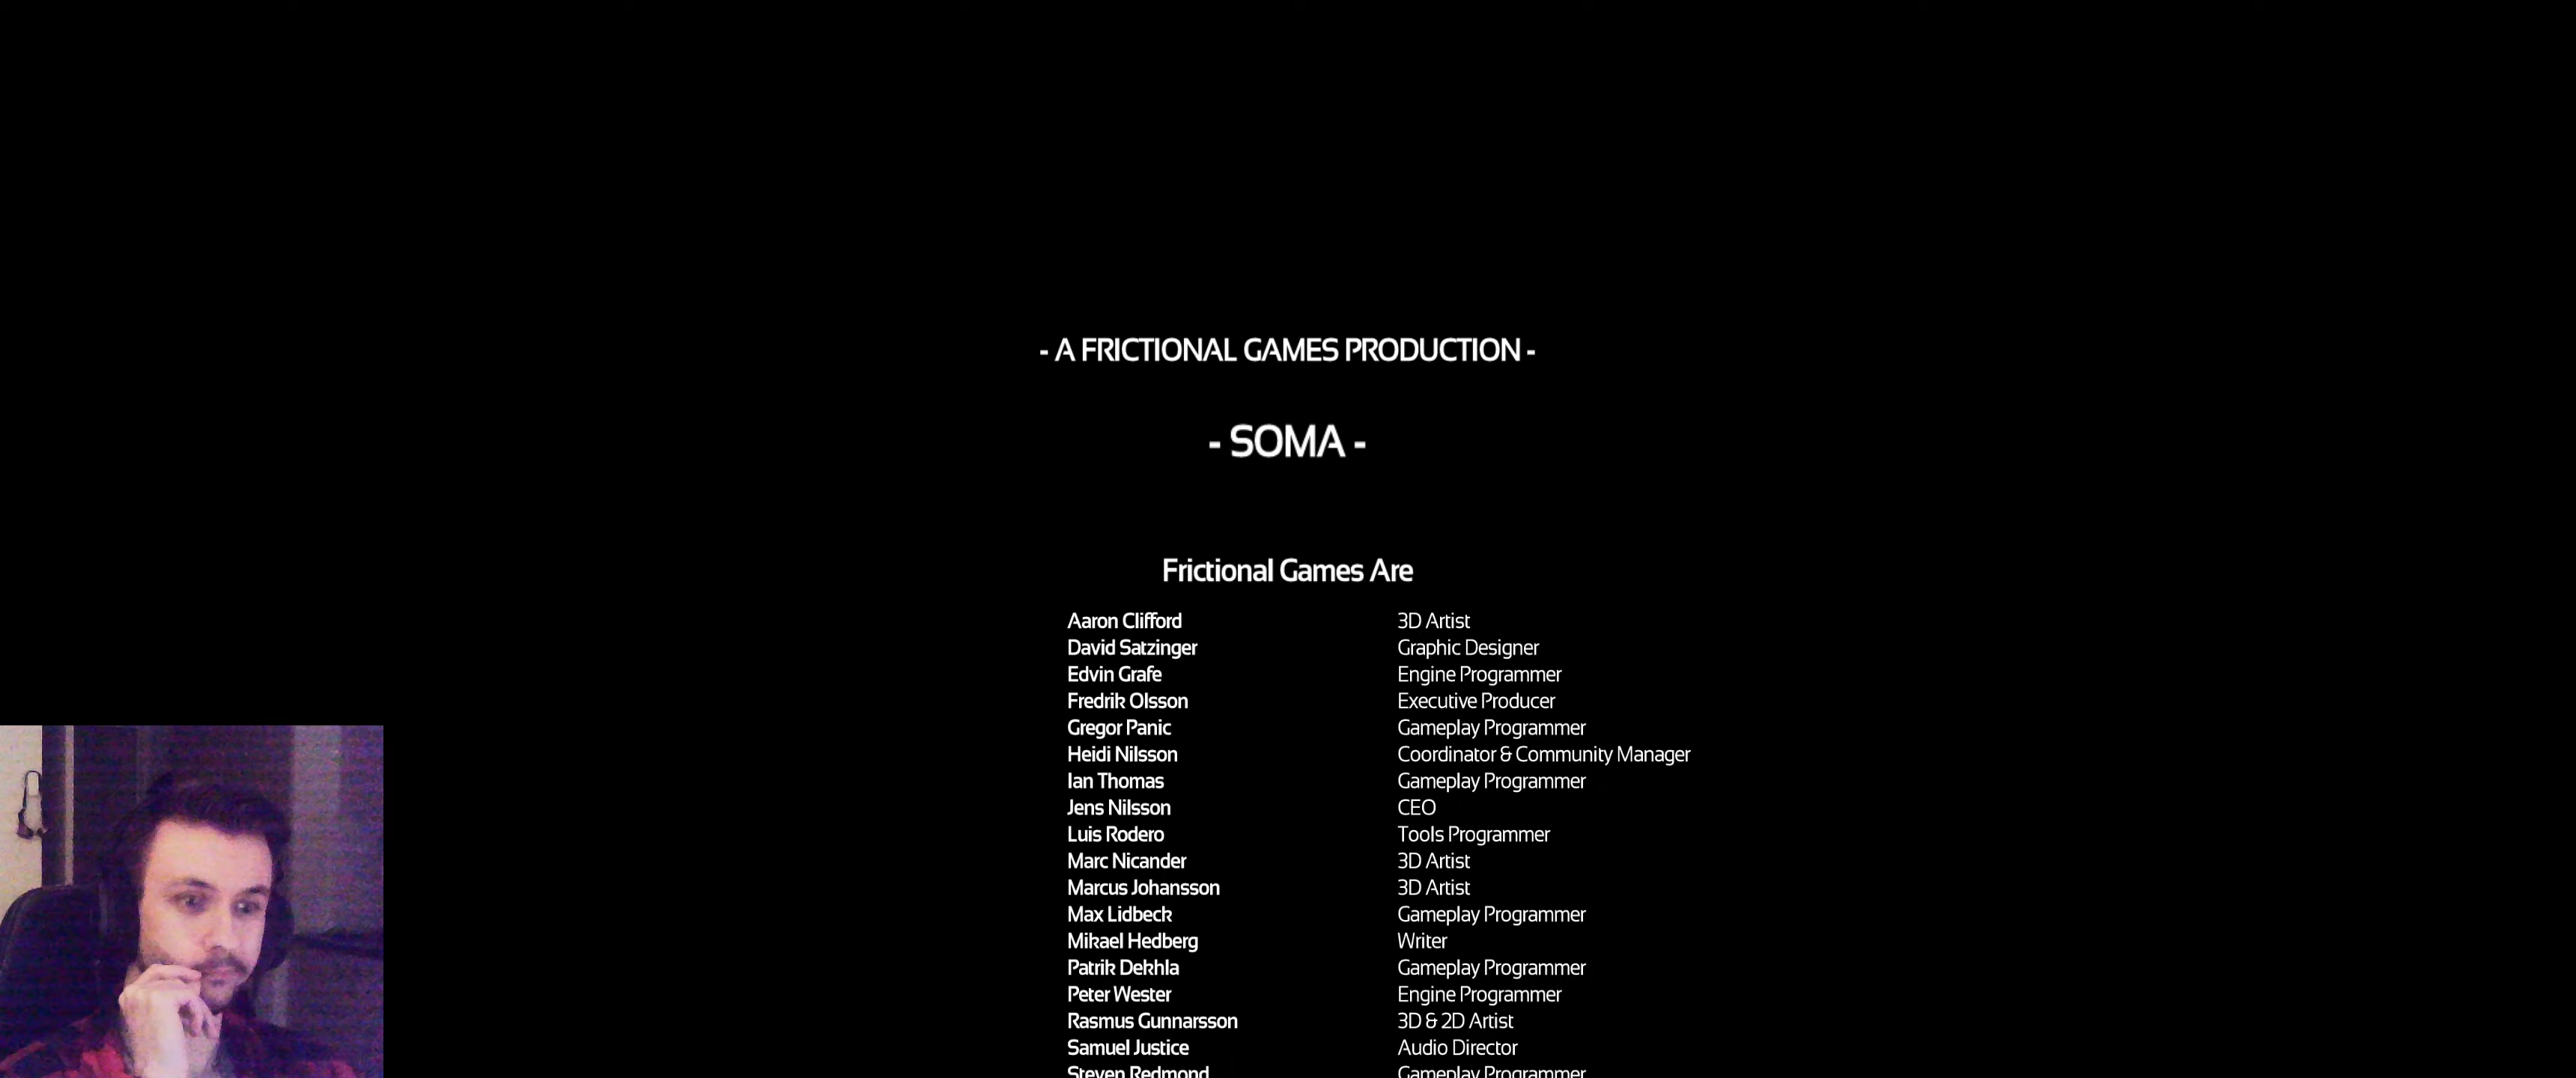 - A FRICTIONAL GAMES PRODUCTION -
- SOMA -
Frictional Games Are
Aaron Clifford 3D Artist
David Satzinger Graphic Designer
Edvin Grafe Engine Programmer
Fredrik Olsson Executive Producer
Gregor Panic Gameplay Programmer
Heidi Nilsson Coordinator & Community Manager
Ian Thomas Gameplay Programmer
Jens Nilsson CEO
Luis Rodero Tools Programmer
Marc Nicander 3D Artist
Marcus Johansson 3D Artist
Max Lidbeck Gameplay Programmer
Mikael Hedberg Writer
Patrik Dekhla Gameplay Programmer
Peter Wester Engine Programmer
Rasmus Gunnarsson 3D & 2D Artist
Samuel Justice Audio Director
Steven Redmond Gameplay Programmer